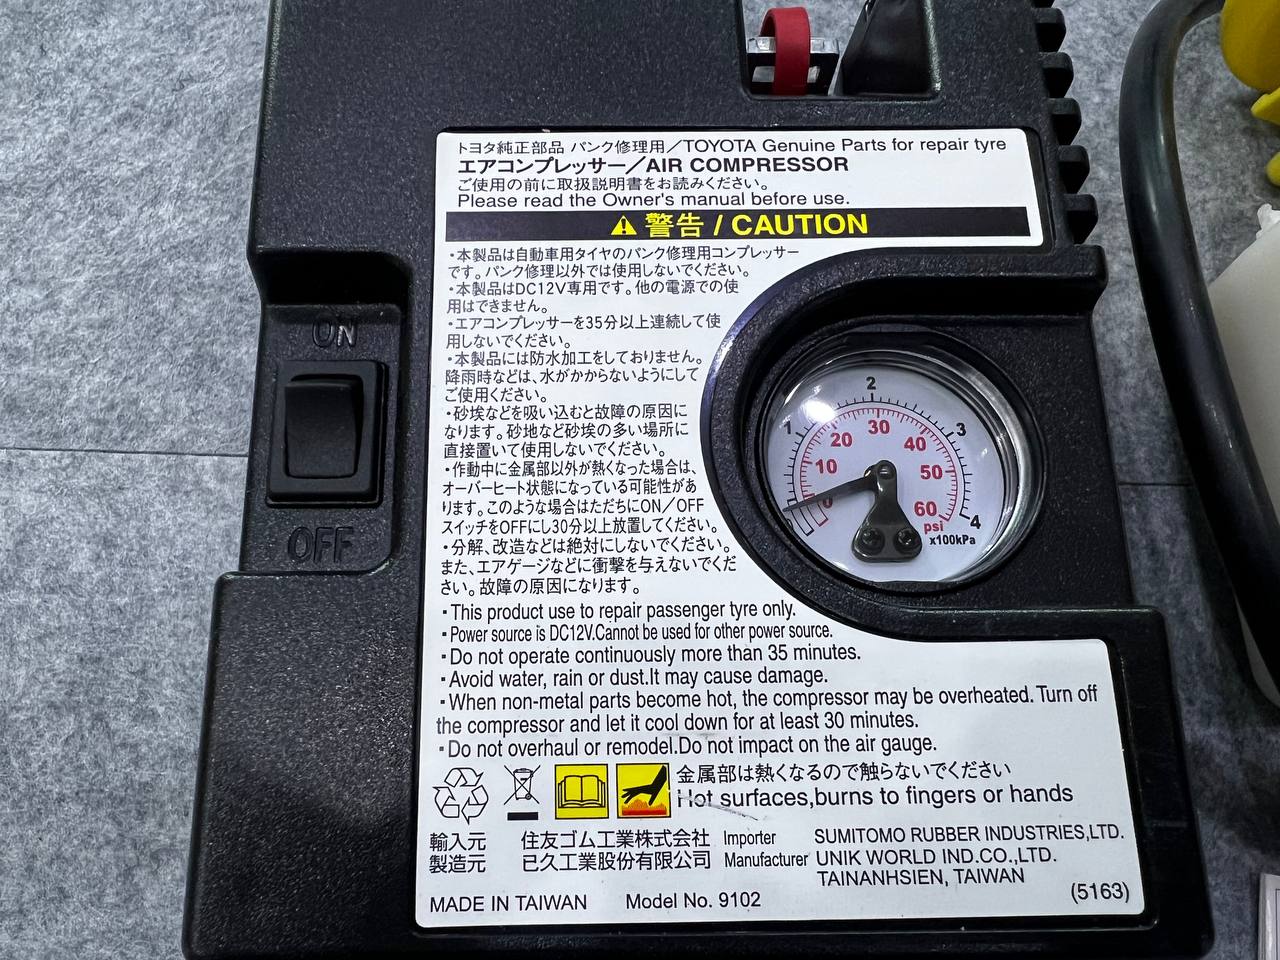 トヨタ純正部品 パンク修理用／TOYOTA Genuine Parts for repair tyre
エアコンプレッサー／AIR COMPRESSOR
ご使用の前に取扱説明書をお読みください。
Please read the Owner's manual before use.
警告 / CAUTION
・本製品は自動車用タイヤのパンク修理用コンプレッサー
です。パンク修理以外では使用しないでください。
・本製品はDC12V専用です。他の電源での使
用はできません。
・エアコンプレッサーを35分以上連続して使
用しないでください。
・本製品には防水加工をしておりません。
降雨時などは、水がかからないようにして
ご使用ください。
・砂埃などを吸い込むと故障の原因に
なります。砂地など砂埃の多い場所に
直接置いて使用しないでください。
・作動中に金属部以外が熱くなった場合は、
オーバーヒート状態になっている可能性があ
ります。このような場合はただちにON／OFF
スイッチをOFFにし30分以上放置してください。
・分解、改造などは絶対にしないでください。
また、エアゲージなどに衝撃を与えないでくだ
さい。故障の原因になります。
・This product use to repair passenger tyre only.
・Power source is DC12V.Cannot be used for other power source.
・Do not operate continuously more than 35 minutes.
・Avoid water, rain or dust.It may cause damage.
・When non-metal parts become hot, the compressor may be overheated. Turn off
the compressor and let it cool down for at least 30 minutes.
・Do not overhaul or remodel.Do not impact on the air gauge.
金属部は熱くなるので触らないでください
Hot surfaces,burns to fingers or hands
輸入元 住友ゴム工業株式会社 Importer SUMITOMO RUBBER INDUSTRIES,LTD.
製造元 已久工業股份有限公司 Manufacturer UNIK WORLD IND.CO.,LTD.
TAINANHSIEN, TAIWAN
MADE IN TAIWAN Model No. 9102 (5163)
ON
OFF
0 1 2 3 4
0 10 20 30 40 50 60
psi
x100kPa